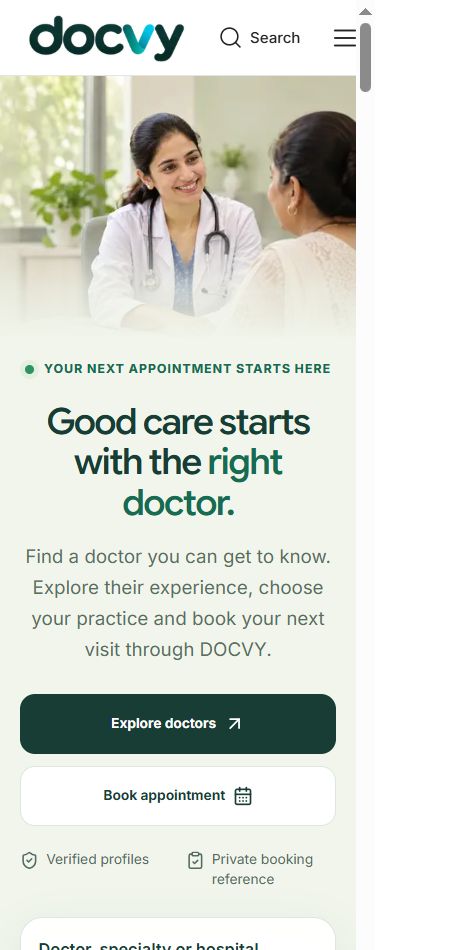 docvy
Search
YOUR NEXT APPOINTMENT STARTS HERE
Good care starts
with the right
doctor.
Find a doctor you can get to know.
Explore their experience, choose
your practice and book your next
visit through DOCVY.
Explore doctors
Book appointment
Verified profiles
Private booking
reference
Doctor, specialty or hospital